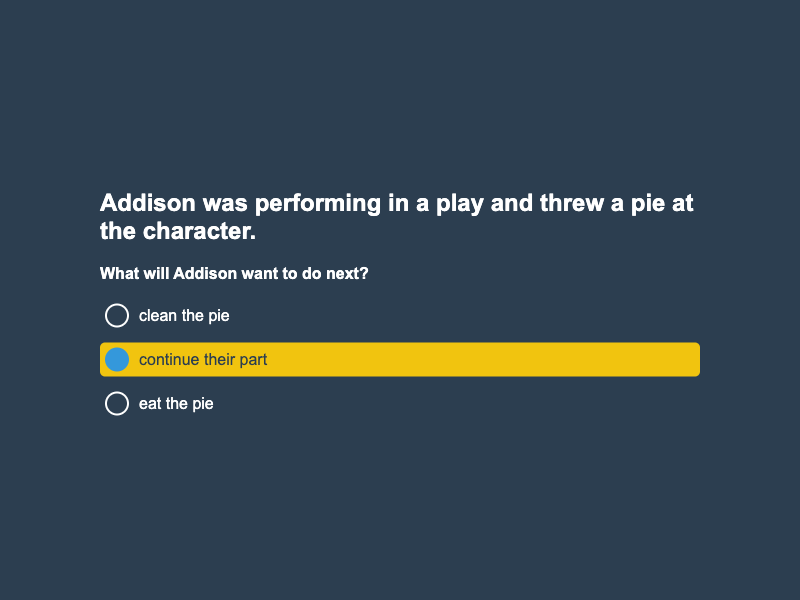 Addison was performing in a play and threw a pie at
the character.
What will Addison want to do next?
clean the pie
continue their part
eat the pie